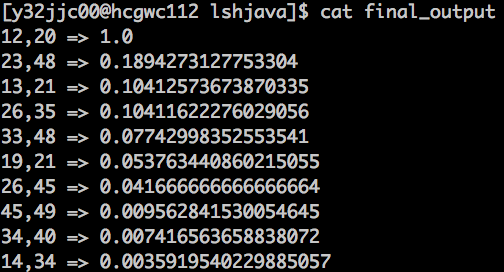 [y32jjc00@hcgwc112 lshjava]$ cat final_output
12,20 => 1.0
23,48 => 0.1894273127753304
13,21 => 0.10412573673870335
26,35 => 0.10411622276029056
33,48 => 0.07742998352553541
19,21 => 0.053763440860215055
26,45 => 0.041666666666666664
45,49 => 0.009562841530054645
34,40 => 0.007416563658838072
14,34 => 0.0035919540229885057